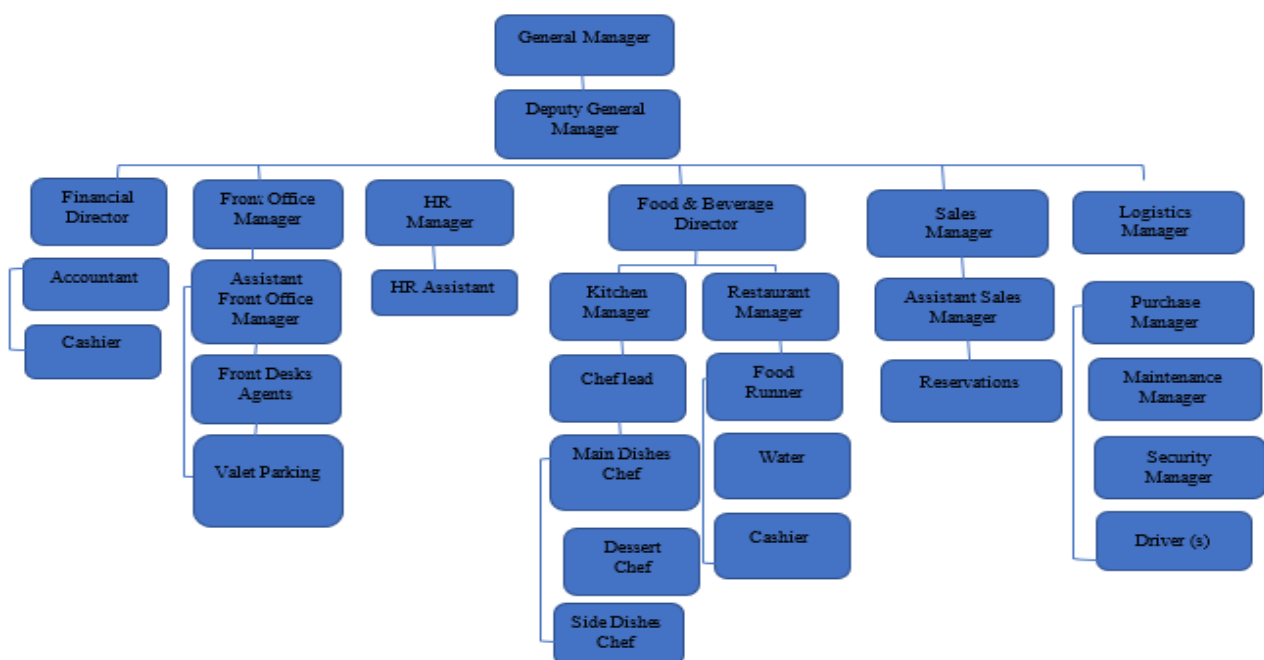 General Manager
Deputy General
Manager
Financial
Director
Front Office
Manager
HR
Manager
Food & Beverage
Director
Sales
Manager
Logistics
Manager
Accountant
Cashier
Assistant
Front Office
Manager
Front Desks
Agents
Valet Parking
HR Assistant
Kitchen
Manager
Chef lead
Main Dishes
Chef
Dessert
Chef
Side Dishes
Chef
Restaurant
Manager
Food
Runner
Water
Cashier
Assistant Sales
Manager
Reservations
Purchase
Manager
Maintenance
Manager
Security
Manager
Driver (s)